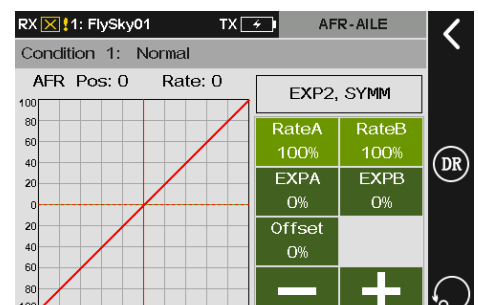 RX ! 1: FlySky01 TX AFR-AILE
Condition 1: Normal
AFR Pos: 0 Rate: 0
EXP2, SYMM
100
80
60
40
20
0
20
40
60
80
100
RateA RateB
100% 100%
EXPA EXPB
0% 0%
Offset
0%
− +
DR